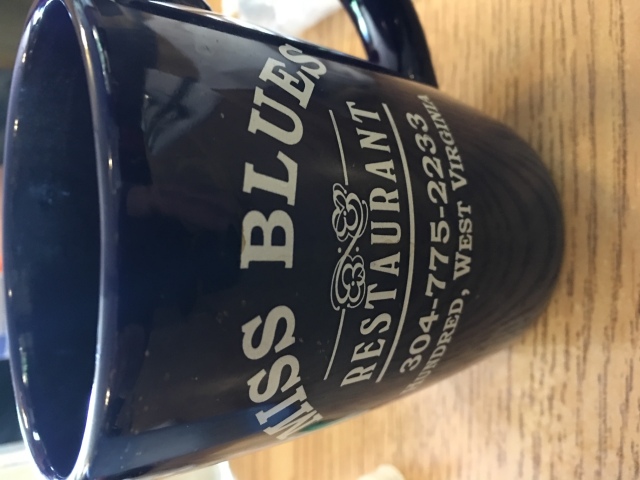 MISS BLUES
RESTAURANT
304-775-2233
HUNDRED, WEST VIRGINIA